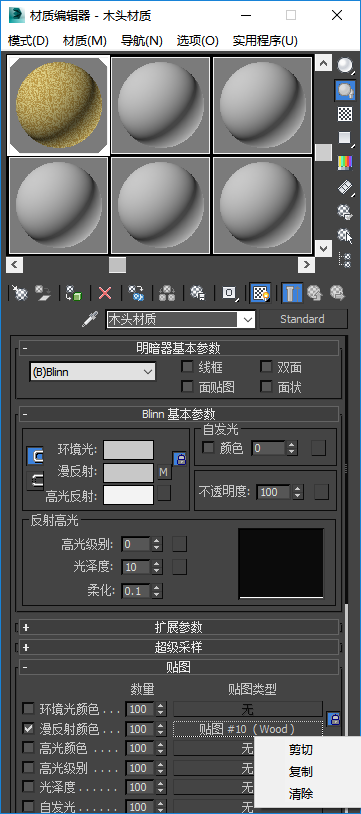 材质编辑器 - 木头材质
模式(D) 材质(M) 导航(N) 选项(O) 实用程序(U)
木头材质 Standard
- 明暗器基本参数
(B)Blinn 线框 双面
面贴图 面状
- Blinn 基本参数
自发光
环境光: 颜色 0
漫反射: M
高光反射: 不透明度: 100
反射高光
高光级别: 0
光泽度: 10
柔化: 0.1
+ 扩展参数
+ 超级采样
- 贴图
数量 贴图类型
环境光颜色 . . . 100 无
漫反射颜色 . . . 100 贴图 #10 (Wood)
高光颜色 . . . . 100 无
高光级别 . . . . 100 无
光泽度 . . . . . . 100 无
自发光 . . . . . . 100 无
剪切
复制
清除